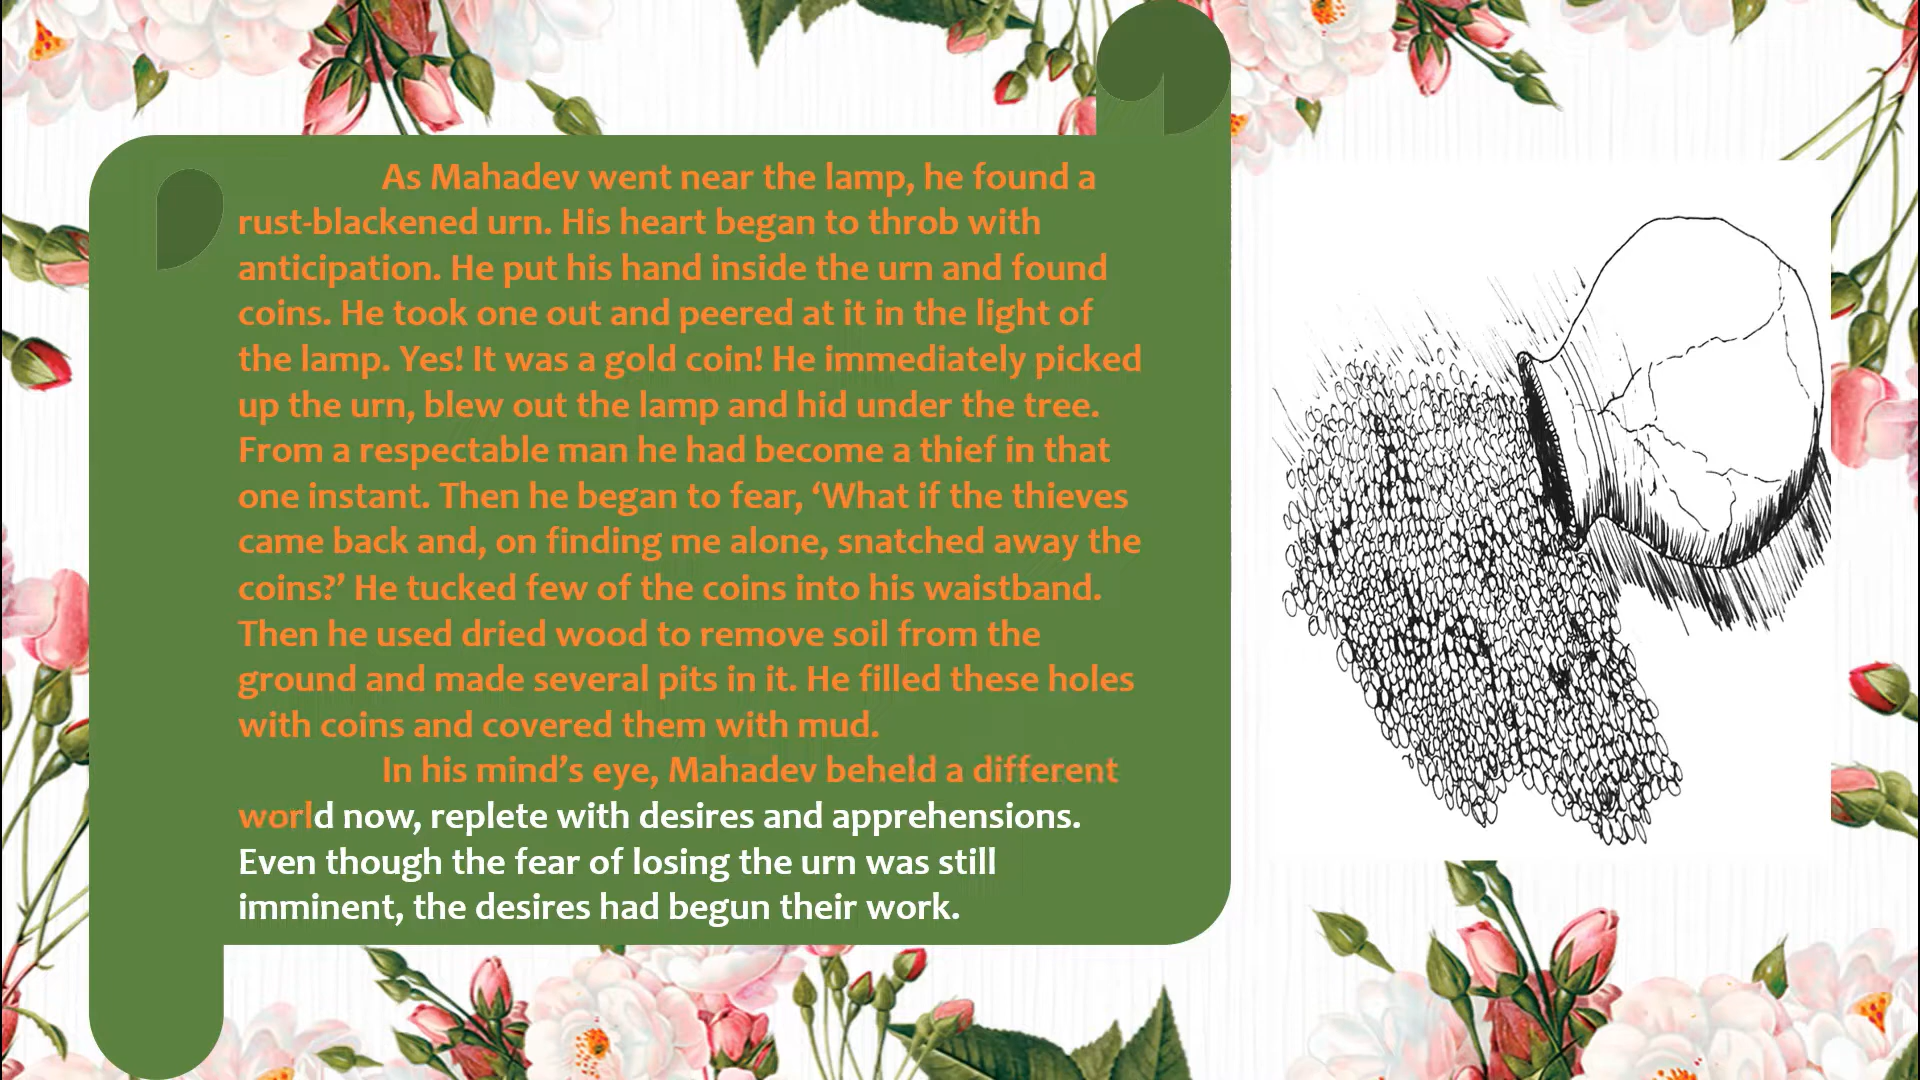 As Mahadev went near the lamp, he found a
rust-blackened urn. His heart began to throb with
anticipation. He put his hand inside the urn and found
coins. He took one out and peered at it in the light of
the lamp. Yes! It was a gold coin! He immediately picked
up the urn, blew out the lamp and hid under the tree.
From a respectable man he had become a thief in that
one instant. Then he began to fear, ‘What if the thieves
came back and, on finding me alone, snatched away the
coins?’ He tucked few of the coins into his waistband.
Then he used dried wood to remove soil from the
ground and made several pits in it. He filled these holes
with coins and covered them with mud.
In his mind’s eye, Mahadev beheld a different
world now, replete with desires and apprehensions.
Even though the fear of losing the urn was still
imminent, the desires had begun their work.